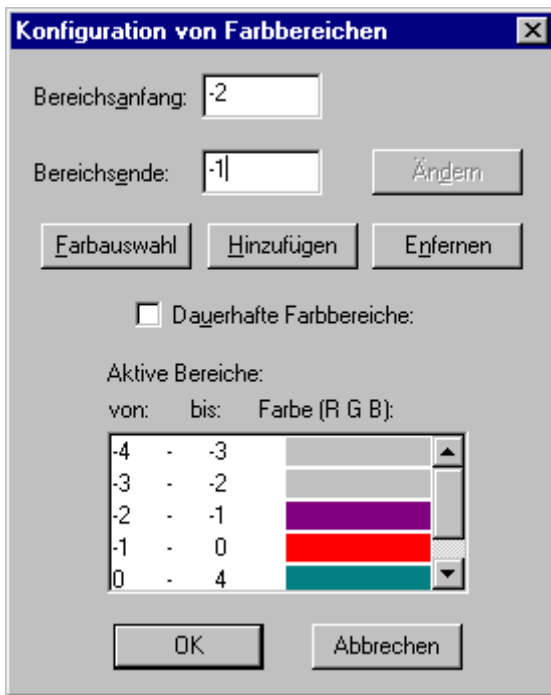 Konfiguration von Farbbereichen
Bereichsanfang: -2
Bereichsende: -1 Ändern
Farbauswahl Hinzufügen Enfernen
Dauerhafte Farbbereiche:
Aktive Bereiche:
von: bis: Farbe (R G B):
-4 - -3
-3 - -2
-2 - -1
-1 - 0
0 - 4
OK Abbrechen